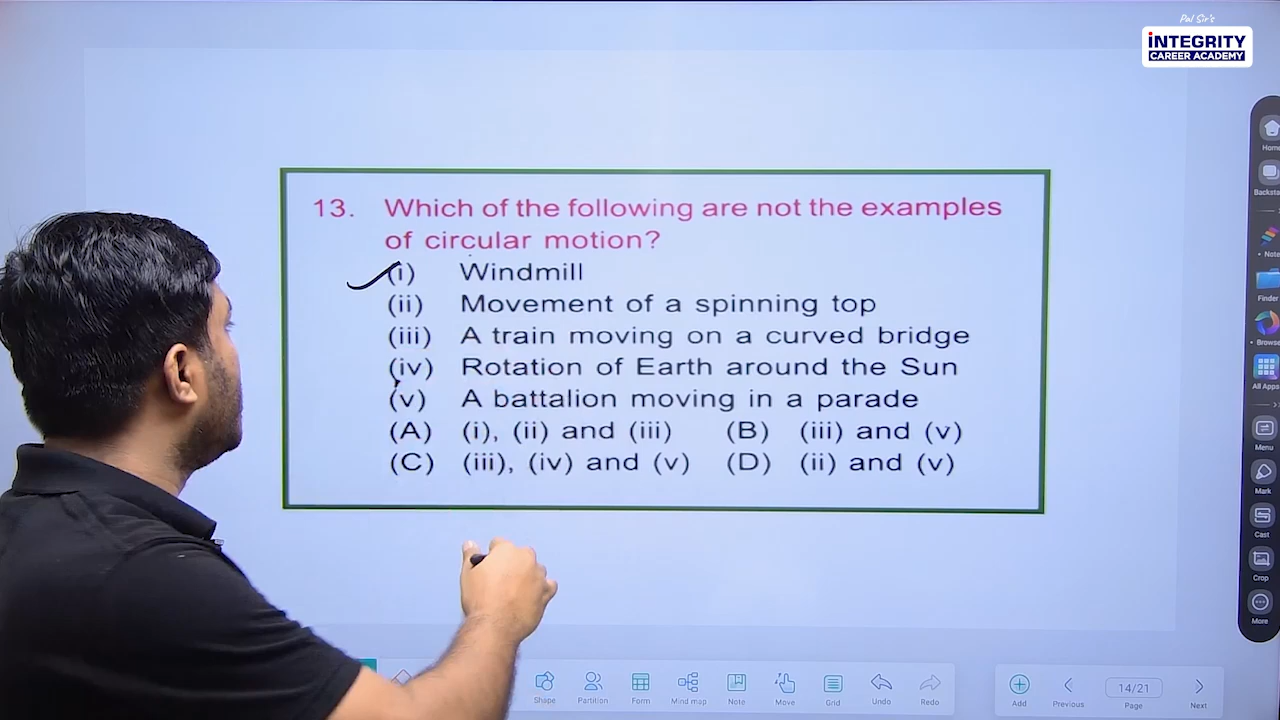 Pal Sir's
INTEGRITY
CAREER ACADEMY
13. Which of the following are not the examples
of circular motion?
(i) Windmill
(ii) Movement of a spinning top
(iii) A train moving on a curved bridge
(iv) Rotation of Earth around the Sun
(v) A battalion moving in a parade
(A) (i), (ii) and (iii) (B) (iii) and (v)
(C) (iii), (iv) and (v) (D) (ii) and (v)
Home
Backsta
Note
Finder
Browse
All Apps
Menu
Mark
Cast
Crop
More
Shape Partition Form Mind map Note Move Grid Undo Redo
Add Previous 14/21 Page Next